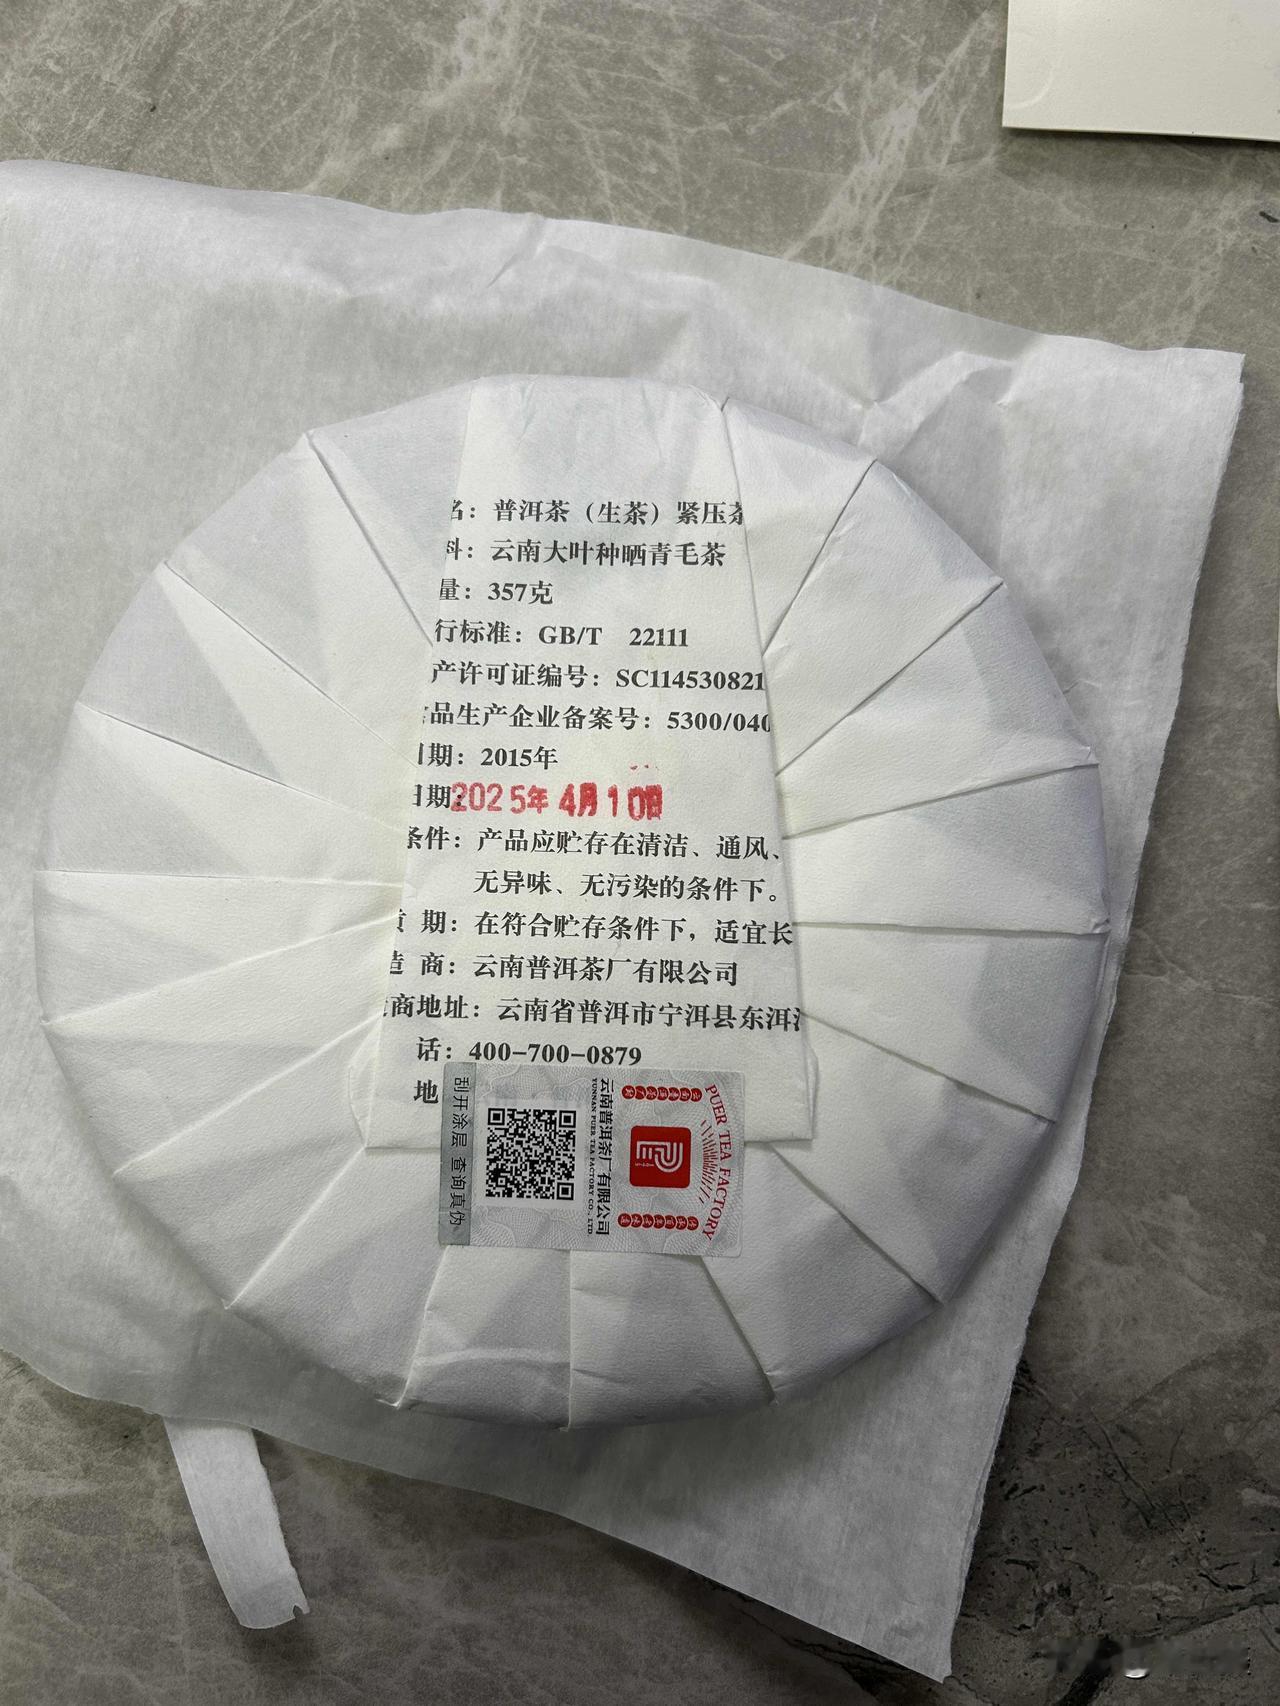 名：普洱茶（生茶）紧压茶
料：云南大叶种晒青毛茶
量：357克
行标准：GB/T 22111
产许可证编号：SC114530821
品生产企业备案号：5300/040
期：2015年
日期：2025年 4月10日
条件：产品应贮存在清洁、通风、
无异味、无污染的条件下。
期：在符合贮存条件下，适宜长
造 商：云南普洱茶厂有限公司
商地址：云南省普洱市宁洱县东洱
话：400-700-0879
地
刮开涂层 查询真伪
云南普洱茶厂有限公司
YUNNAN PUER TEA FACTORY CO., LTD
PUER TEA FACTORY